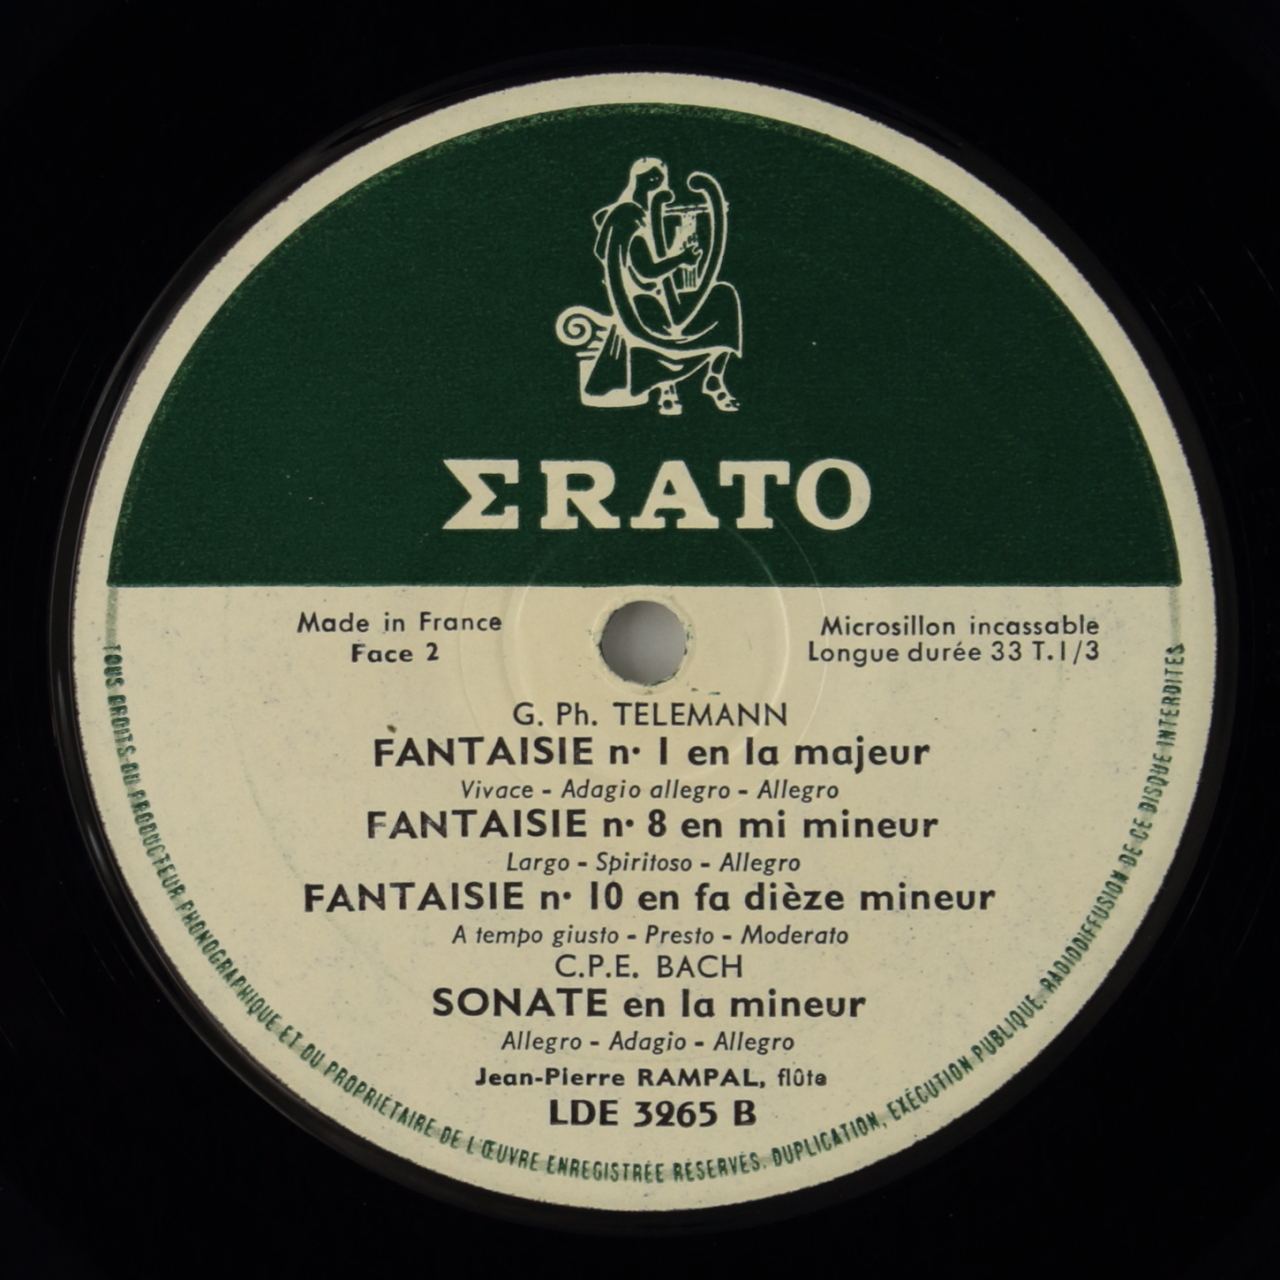 ΣRATO
Made in France
Face 2
Microsillon incassable
Longue durée 33 T.1/3
G. Ph. TELEMANN
FANTAISIE n• 1 en la majeur
Vivace - Adagio allegro - Allegro
FANTAISIE n• 8 en mi mineur
Largo - Spiritoso - Allegro
FANTAISIE n• 10 en fa dièze mineur
A tempo giusto - Presto - Moderato
C.P.E. BACH
SONATE en la mineur
Allegro - Adagio - Allegro
Jean-Pierre RAMPAL, flûte
LDE 3265 B
TOUS DROITS DU PRODUCTEUR PHONOGRAPHIQUE ET DU PROPRIÉTAIRE DE L'ŒUVRE ENREGISTRÉE RÉSERVÉS. DUPLICATION, EXÉCUTION PUBLIQUE, RADIODIFFUSION DE CE DISQUE INTERDITES